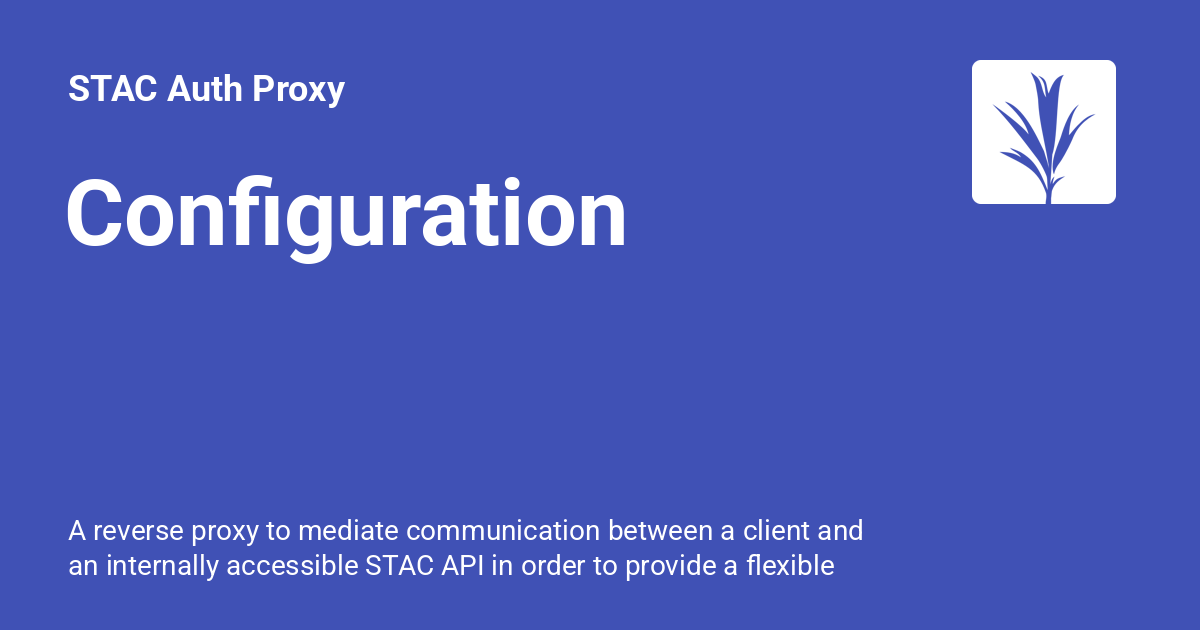 STAC Auth Proxy
Configuration
A reverse proxy to mediate communication between a client and
an internally accessible STAC API in order to provide a flexible